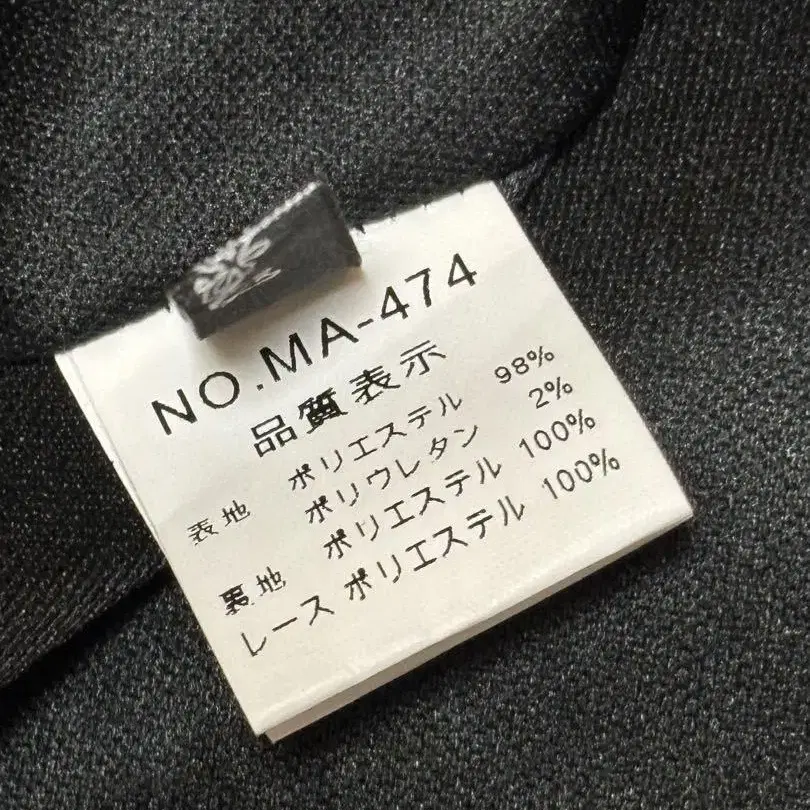 NO.MA-474
品質表示
表地 ポリエステル 98%
ポリウレタン 2%
裏地 ポリエステル 100%
レース ポリエステル 100%